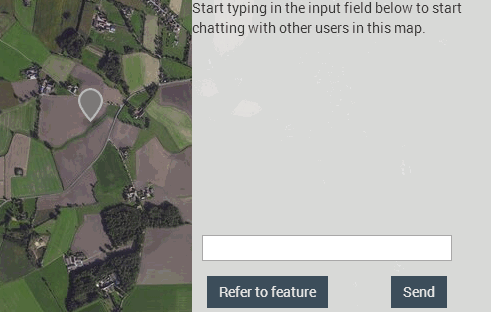 Start typing in the input field below to start
chatting with other users in this map.
Refer to feature
Send